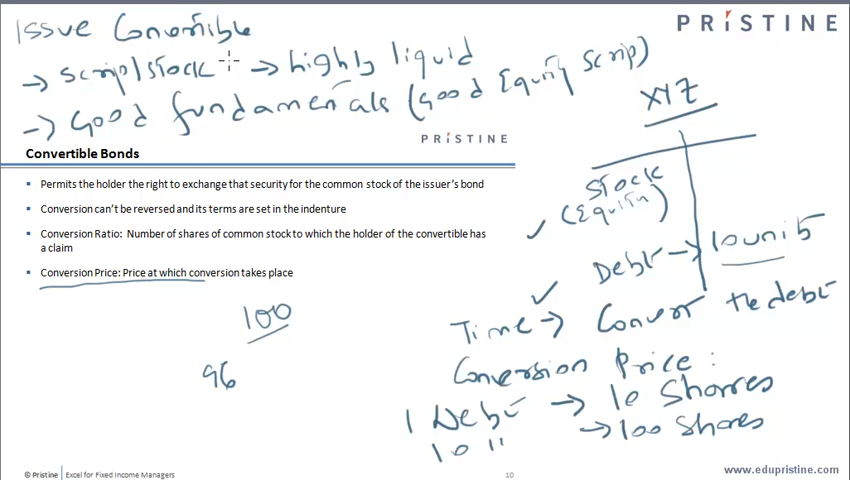 Issue Convertible
PRISTINE
→ Script/Stock → highly liquid
→ Good fundamentals (Good Equity Script)
XYZ
PRISTINE
Convertible Bonds
▪ Permits the holder the right to exchange that security for the common stock of the issuer's bond
▪ Conversion can't be reversed and its terms are set in the indenture
▪ Conversion Ratio: Number of shares of common stock to which the holder of the convertible has
a claim
▪ Conversion Price: Price at which conversion takes place
Stock
(Equity)
Debt → 10 units
Time → Convert the debt
100
96
Conversion Price:
1 Debt → 10 Shares
10 " → 100 Shares
© Pristine | Excel for Fixed Income Managers
10
www.edupristine.com